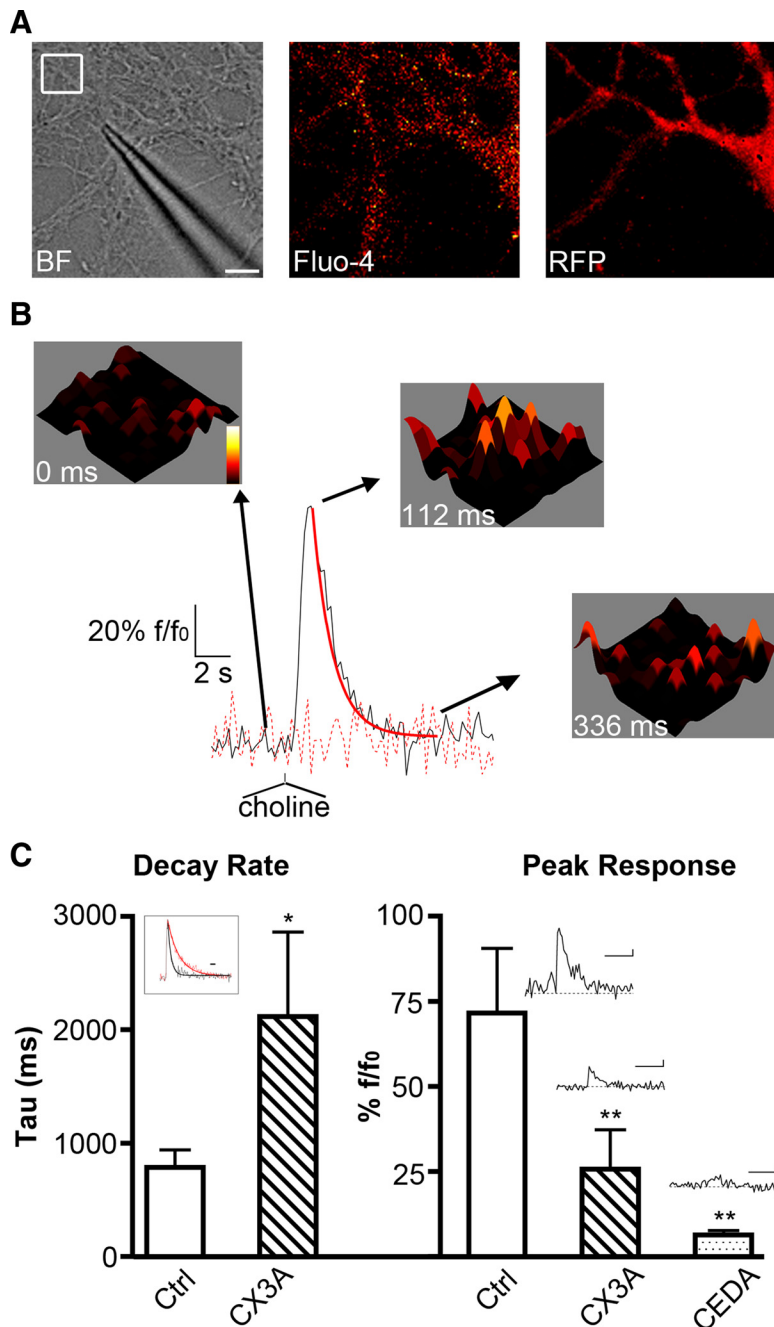 A
BF
Fluo-4
RFP
B
0 ms
112 ms
20% f/f₀
2 s
336 ms
choline
C
Decay Rate
Peak Response
3000
2000
1000
0
Tau (ms)
*
Ctrl
CX3A
100
75
50
25
% f/f₀
**
**
Ctrl
CX3A
CEDA